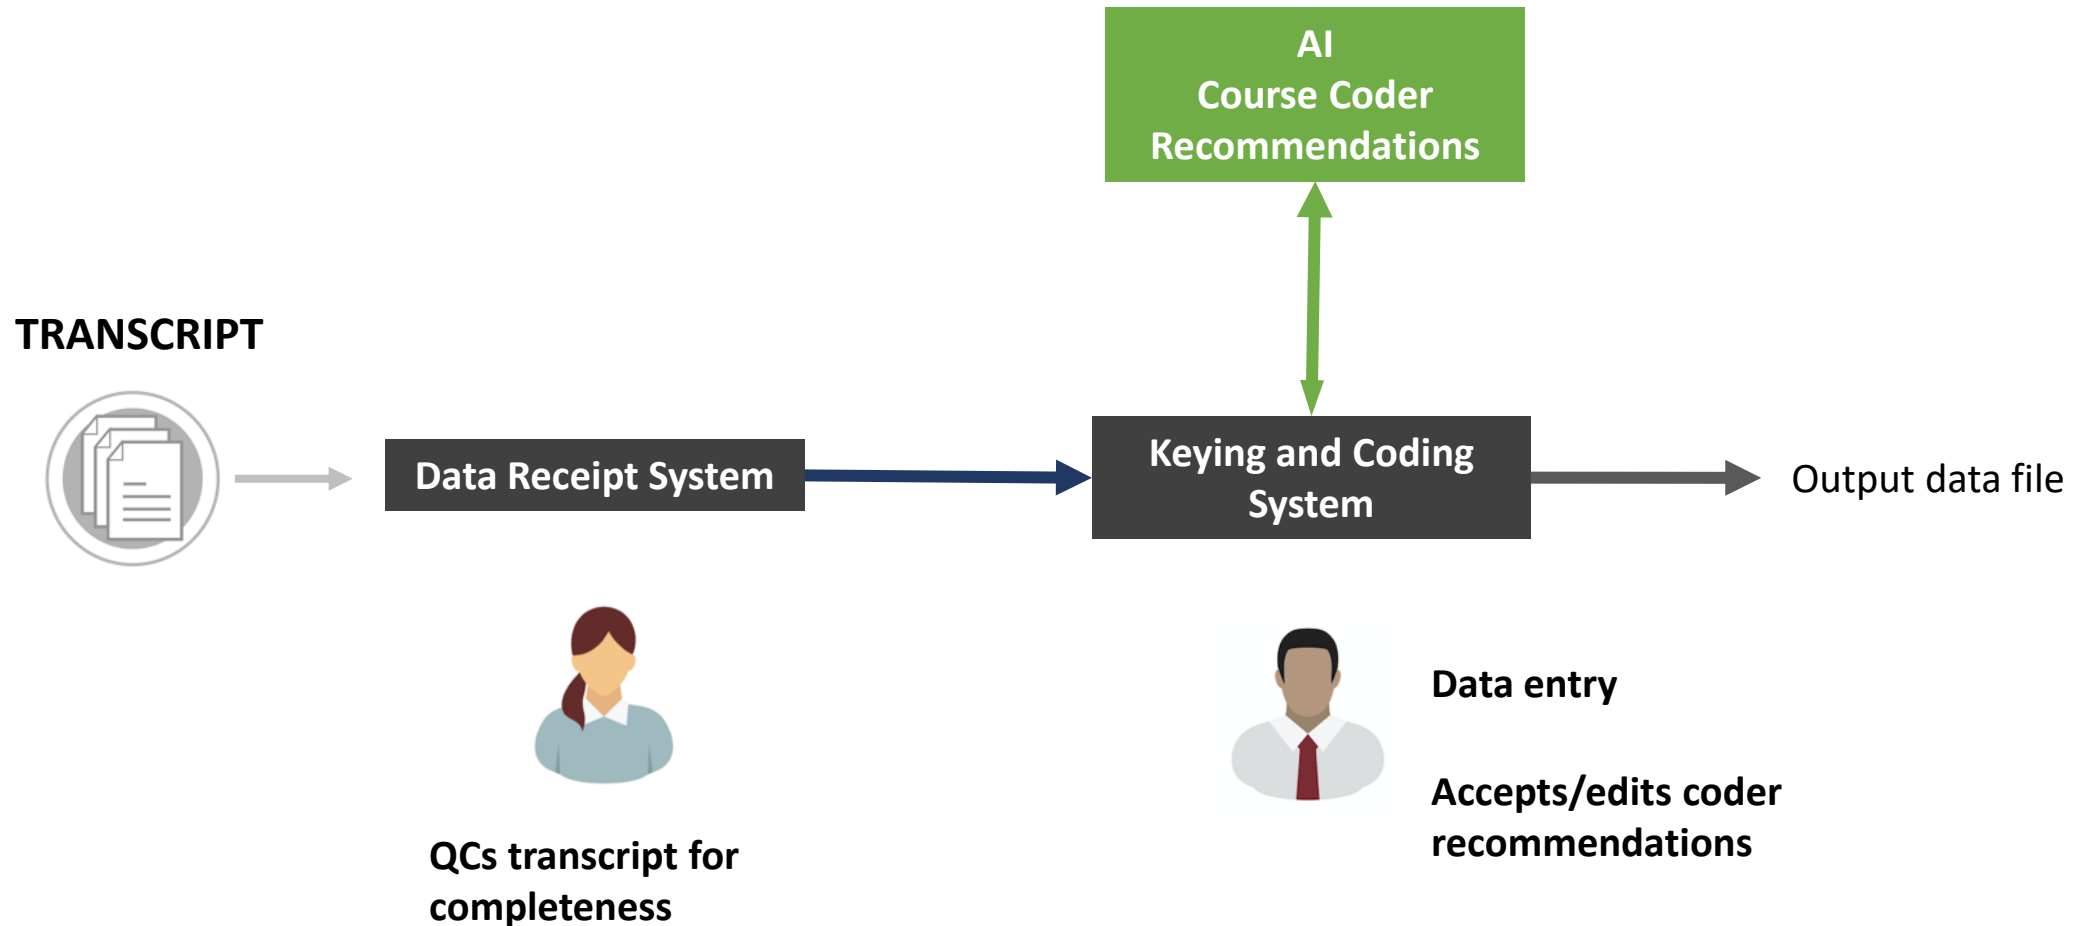 AI
Course Coder
Recommendations
TRANSCRIPT
Data Receipt System
Keying and Coding
System
Output data file
QCs transcript for
completeness
Data entry
Accepts/edits coder
recommendations